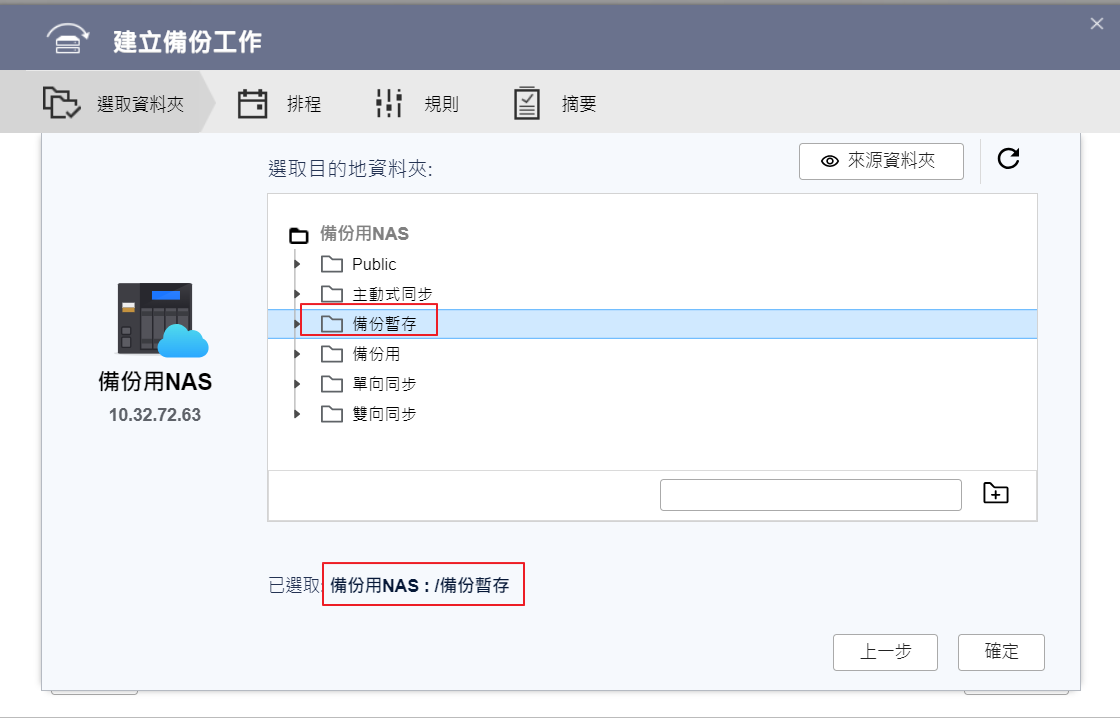 建立備份工作
選取資料夾 排程 規則 摘要
選取目的地資料夾: 來源資料夾
備份用NAS
Public
主動式同步
備份暫存
備份用
單向同步
雙向同步
備份用NAS
10.32.72.63
已選取: 備份用NAS : /備份暫存
上一步 確定